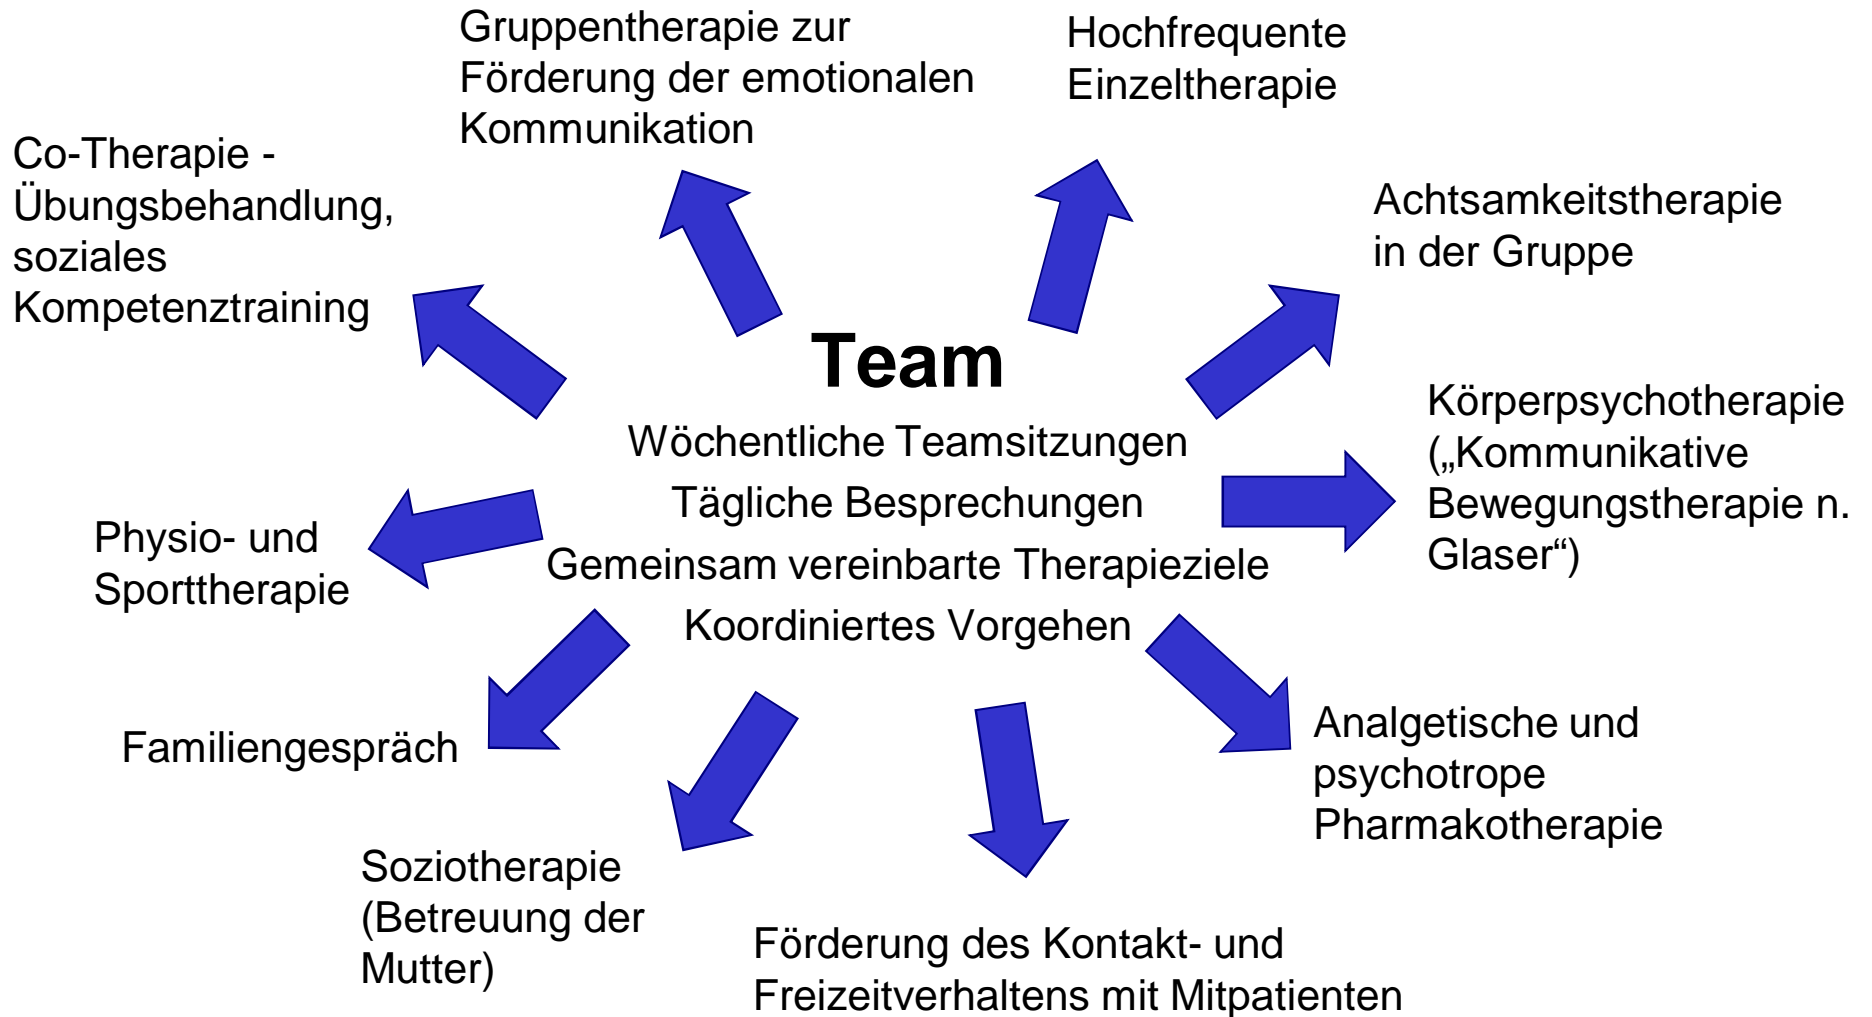 Gruppentherapie zur
Förderung der emotionalen
Kommunikation
Hochfrequente
Einzeltherapie
Co-Therapie -
Übungsbehandlung,
soziales
Kompetenztraining
Achtsamkeitstherapie
in der Gruppe
Team
Wöchentliche Teamsitzungen
Tägliche Besprechungen
Gemeinsam vereinbarte Therapieziele
Koordiniertes Vorgehen
Körperpsychotherapie
(„Kommunikative
Bewegungstherapie n.
Glaser“)
Physio- und
Sporttherapie
Familiengespräch
Analgetische und
psychotrope
Pharmakotherapie
Soziotherapie
(Betreuung der
Mutter)
Förderung des Kontakt- und
Freizeitverhaltens mit Mitpatienten